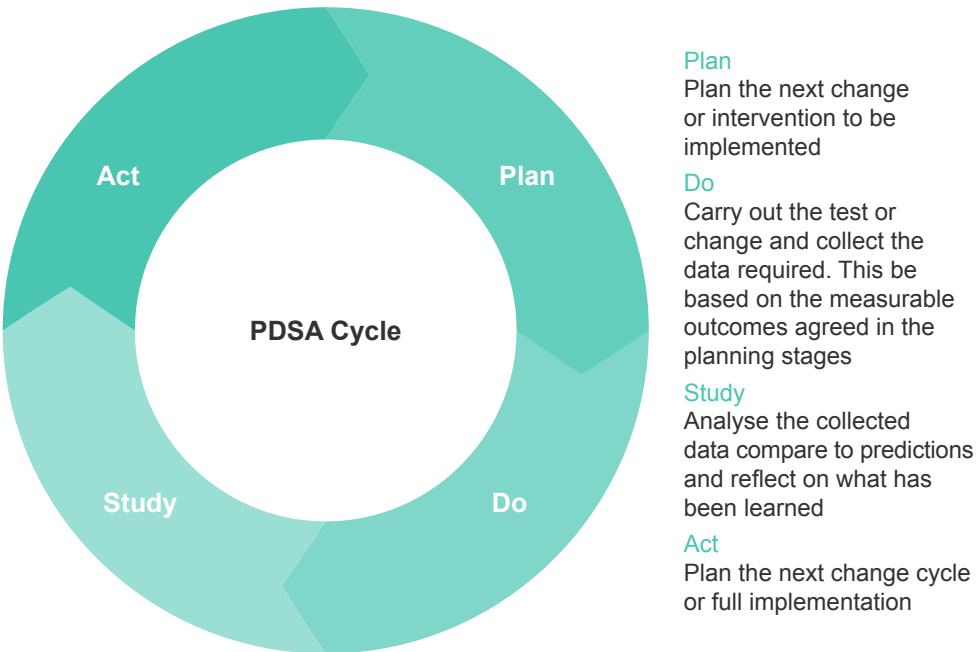 Act
Plan
PDSA Cycle
Study
Do
Plan
Plan the next change
or intervention to be
implemented
Do
Carry out the test or
change and collect the
data required. This be
based on the measurable
outcomes agreed in the
planning stages
Study
Analyse the collected
data compare to predictions
and reflect on what has
been learned
Act
Plan the next change cycle
or full implementation